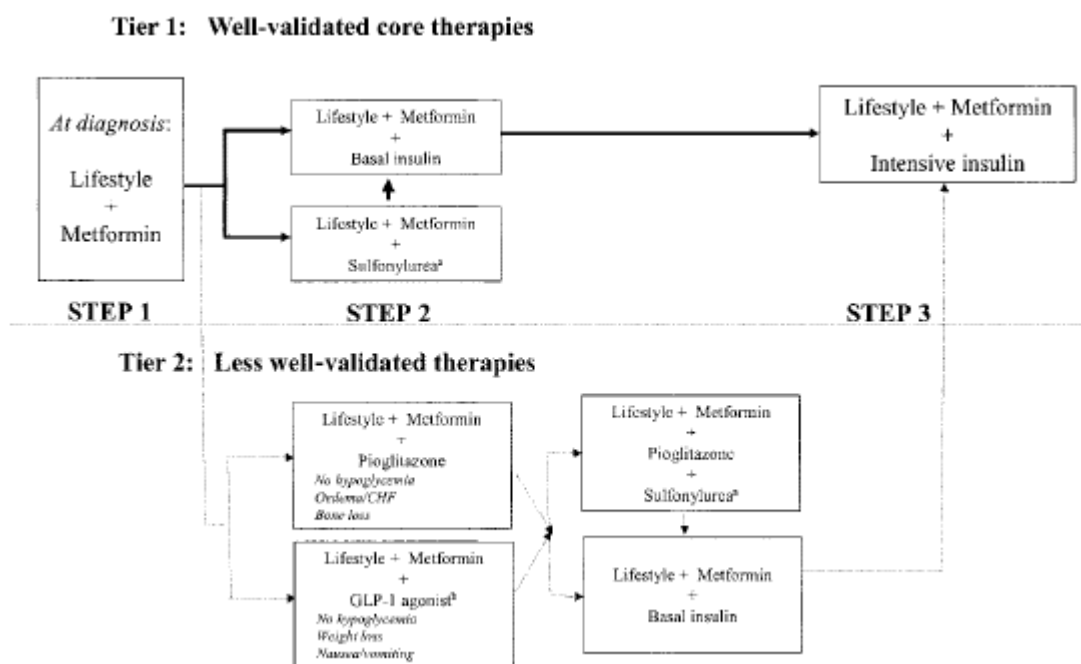 Tier 1: Well-validated core therapies
At diagnosis:
Lifestyle
+
Metformin
Lifestyle + Metformin
+
Basal insulin
Lifestyle + Metformin
+
Sulfonylureaᵃ
Lifestyle + Metformin
+
Intensive insulin
STEP 1
STEP 2
STEP 3
Tier 2: Less well-validated therapies
Lifestyle + Metformin
+
Pioglitazone
No hypoglycemia
Oedema/CHF
Bone loss
Lifestyle + Metformin
+
GLP-1 agonistᵇ
No hypoglycemia
Weight loss
Nausea/vomiting
Lifestyle + Metformin
+
Pioglitazone
+
Sulfonylureaᵃ
Lifestyle + Metformin
+
Basal insulin